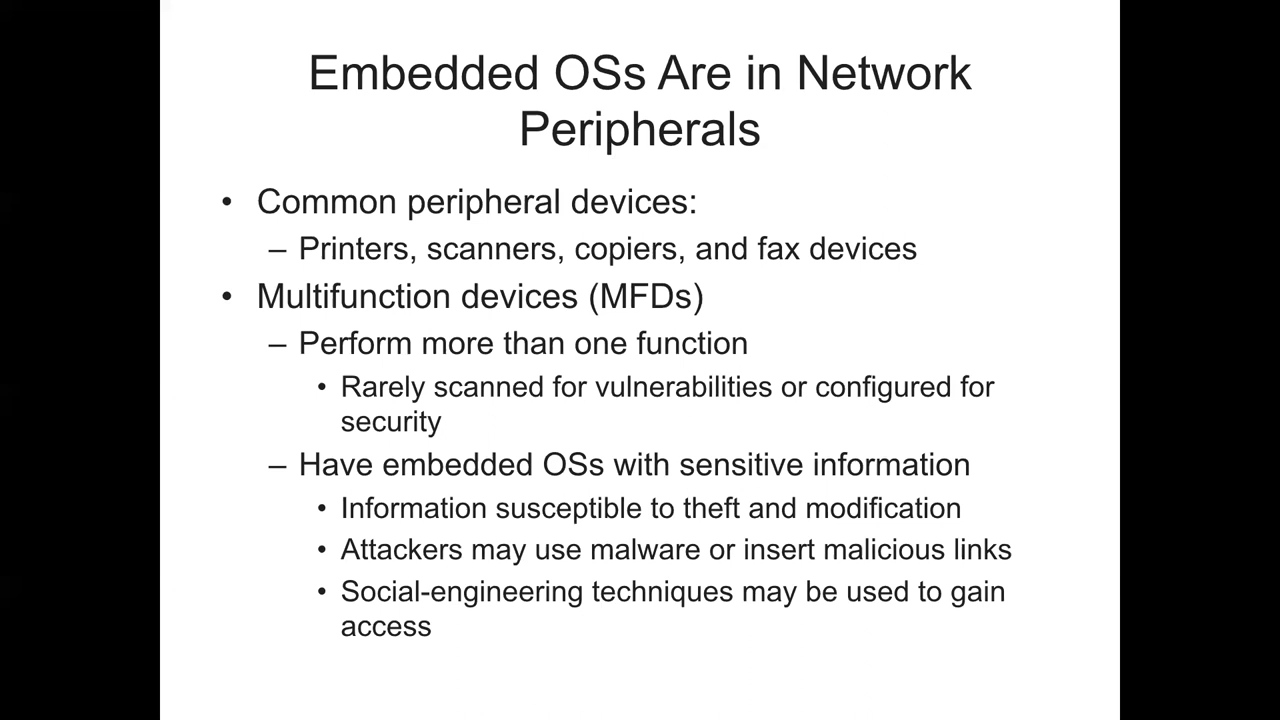 Embedded OSs Are in Network
Peripherals
• Common peripheral devices:
– Printers, scanners, copiers, and fax devices
• Multifunction devices (MFDs)
– Perform more than one function
• Rarely scanned for vulnerabilities or configured for
security
– Have embedded OSs with sensitive information
• Information susceptible to theft and modification
• Attackers may use malware or insert malicious links
• Social-engineering techniques may be used to gain
access